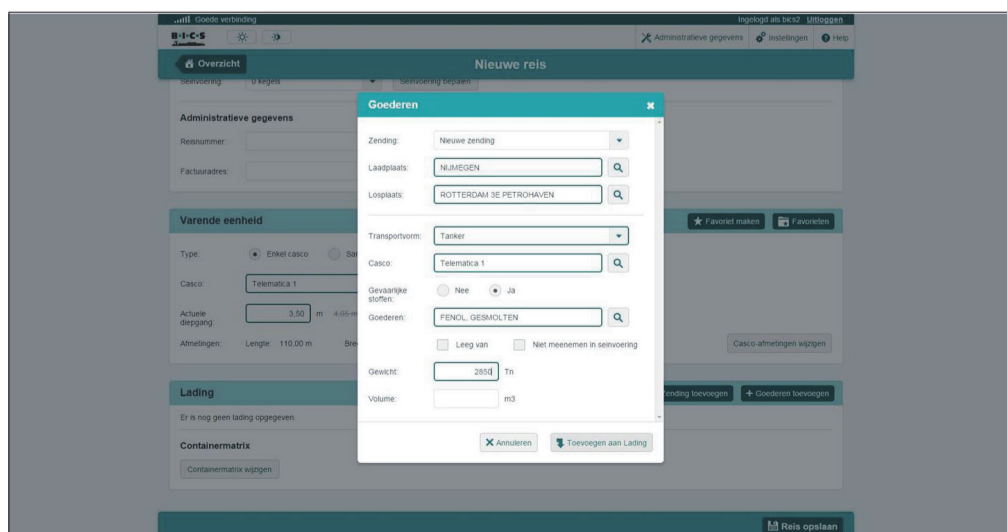 Goede verbinding
Ingelogd als bics2 Uitloggen
B·I·C·S
Administratieve gegevens
Instellingen
Help
Overzicht
Nieuwe reis
Seinvoering
0 kegels
Seinvoering bepalen
Administratieve gegevens
Reisnummer:
Factuuradres:
Varende eenheid
Favoriet maken
Favorieten
Type:
Enkel casco
Casco:
Telematica 1
Actuele diepgang:
3,50 m
4,05 m
Afmetingen:
Lengte: 110.00 m
Casco-afmetingen wijzigen
Lading
Zending toevoegen
+ Goederen toevoegen
Er is nog geen lading opgegeven.
Containermatrix
Containermatrix wijzigen
Reis opslaan
Goederen
Zending:
Nieuwe zending
Laadplaats:
NIJMEGEN
Losplaats:
ROTTERDAM 3E PETROHAVEN
Transportvorm:
Tanker
Casco:
Telematica 1
Gevaarlijke
stoffen:
Nee
Ja
Goederen:
FENOL, GESMOLTEN
Leeg van
Niet meenemen in seinvoering
Gewicht:
2850 Tn
Volume:
m3
Annuleren
Toevoegen aan Lading